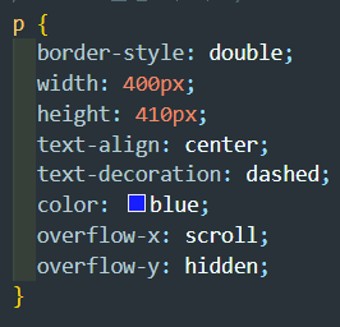 p {
border-style: double;
width: 400px;
height: 410px;
text-align: center;
text-decoration: dashed;
color: blue;
overflow-x: scroll;
overflow-y: hidden;
}